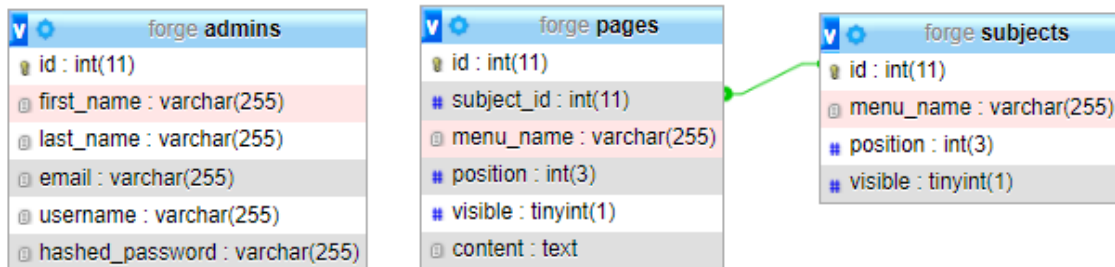 v forge admins
id : int(11)
first_name : varchar(255)
last_name : varchar(255)
email : varchar(255)
username : varchar(255)
hashed_password : varchar(255)
v forge pages
id : int(11)
# subject_id : int(11)
menu_name : varchar(255)
# position : int(3)
# visible : tinyint(1)
content : text
v forge subjects
id : int(11)
menu_name : varchar(255)
# position : int(3)
# visible : tinyint(1)